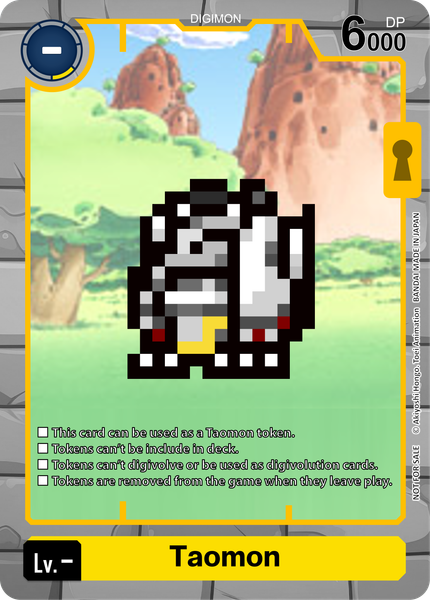 DIGIMON
DP
6000
-
This card can be used as a Taomon token.
Tokens can't be include in deck.
Tokens can't digivolve or be used as digivolution cards.
Tokens are removed from the game when they leave play.
NOT FOR SALE © Akiyoshi Hongo, Toei Animation BANDAI MADE IN JAPAN
Lv.-
Taomon